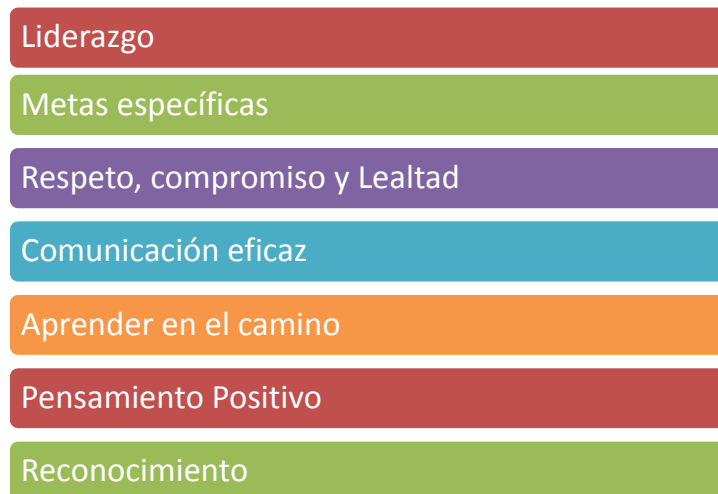 Liderazgo
Metas específicas
Respeto, compromiso y Lealtad
Comunicación eficaz
Aprender en el camino
Pensamiento Positivo
Reconocimiento